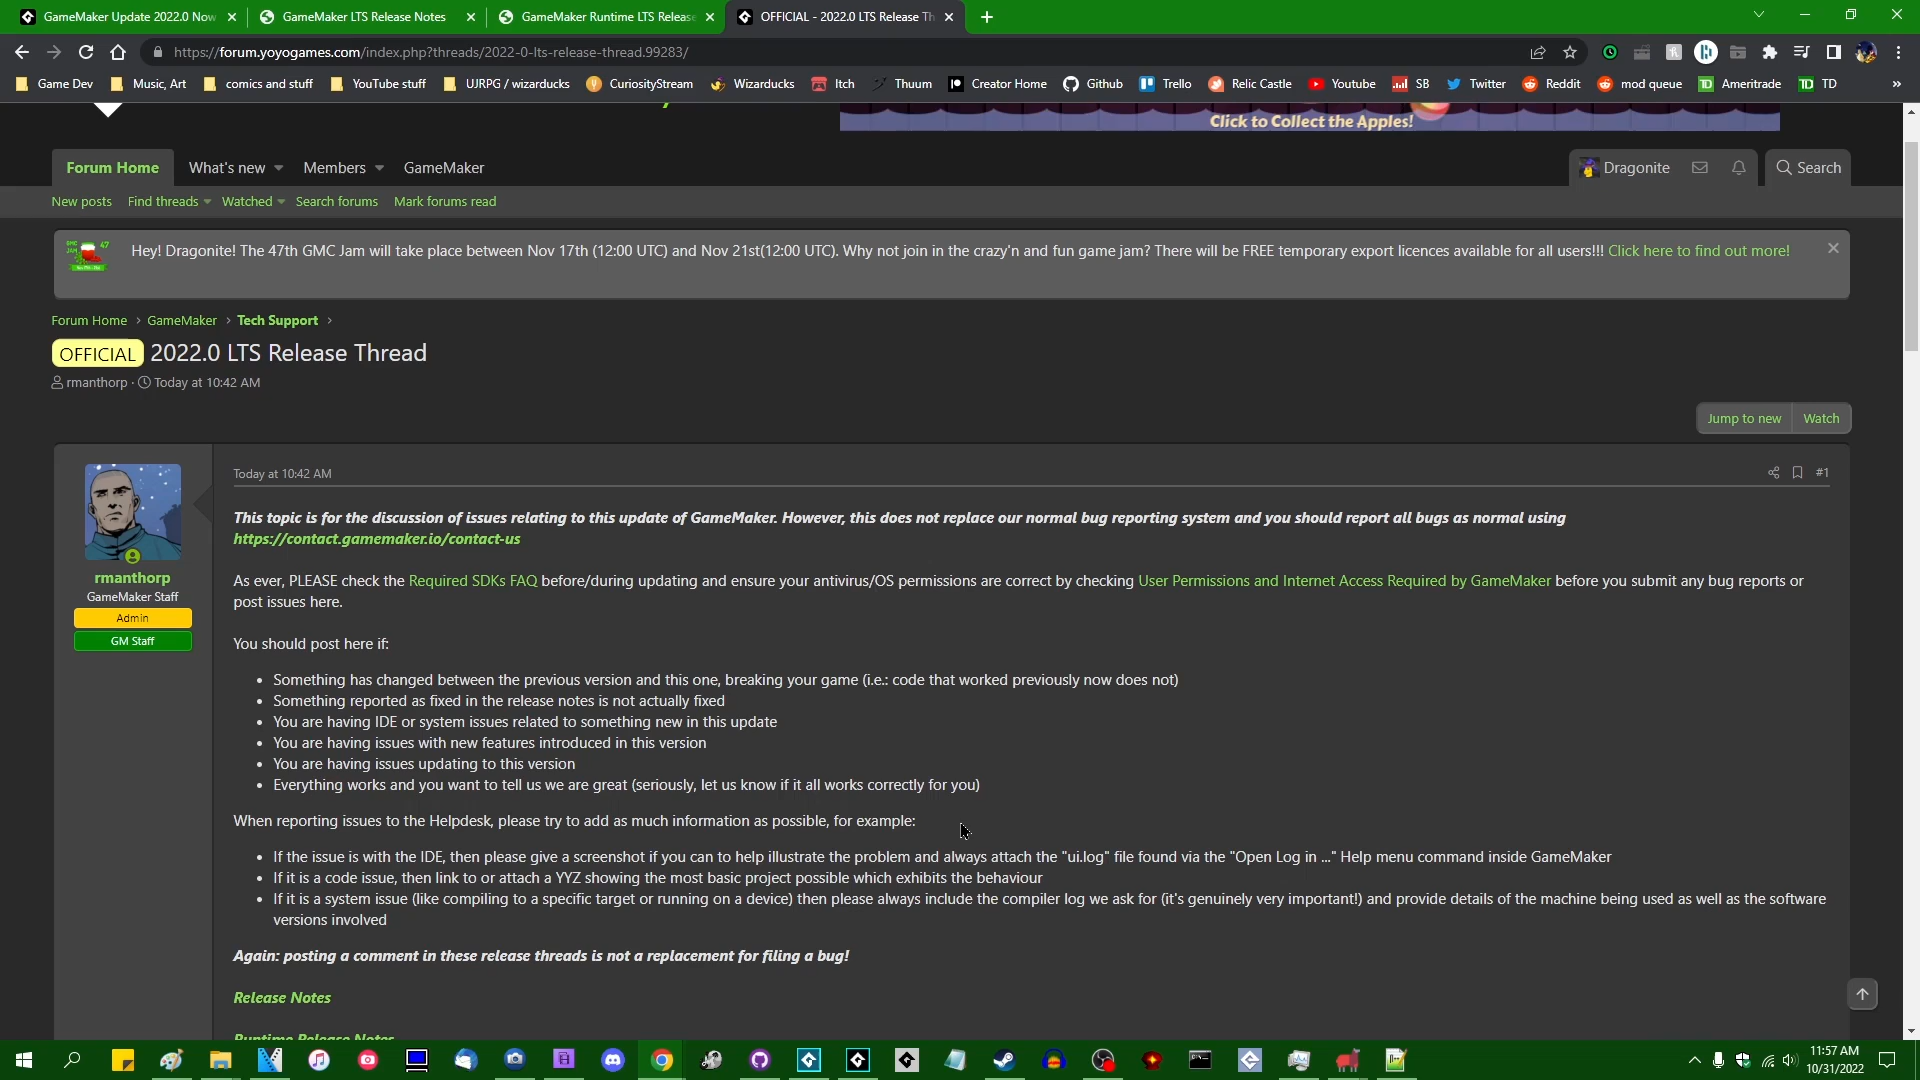 GameMaker Update 2022.0 Now
GameMaker LTS Release Notes
GameMaker Runtime LTS Release
OFFICIAL - 2022.0 LTS Release Th
https://forum.yoyogames.com/index.php?threads/2022-0-lts-release-thread.99283/
Game Dev
Music, Art
comics and stuff
YouTube stuff
UJRPG / wizarducks
CuriosityStream
Wizarducks
Itch
Thuum
Creator Home
Github
Trello
Relic Castle
Youtube
SB
Twitter
Reddit
mod queue
Ameritrade
TD
Click to Collect the Apples!
Forum Home
What's new
Members
GameMaker
Dragonite
Search
New posts
Find threads
Watched
Search forums
Mark forums read
Hey! Dragonite! The 47th GMC Jam will take place between Nov 17th (12:00 UTC) and Nov 21st(12:00 UTC). Why not join in the crazy'n and fun game jam? There will be FREE temporary export licences available for all users!!! Click here to find out more!
Forum Home › GameMaker › Tech Support ›
OFFICIAL 2022.0 LTS Release Thread
rmanthorp · Today at 10:42 AM
Jump to new
Watch
Today at 10:42 AM
#1
rmanthorp
GameMaker Staff
Admin
GM Staff
This topic is for the discussion of issues relating to this update of GameMaker. However, this does not replace our normal bug reporting system and you should report all bugs as normal using
https://contact.gamemaker.io/contact-us
As ever, PLEASE check the Required SDKs FAQ before/during updating and ensure your antivirus/OS permissions are correct by checking User Permissions and Internet Access Required by GameMaker before you submit any bug reports or
post issues here.
You should post here if:
• Something has changed between the previous version and this one, breaking your game (i.e.: code that worked previously now does not)
• Something reported as fixed in the release notes is not actually fixed
• You are having IDE or system issues related to something new in this update
• You are having issues with new features introduced in this version
• You are having issues updating to this version
• Everything works and you want to tell us we are great (seriously, let us know if it all works correctly for you)
When reporting issues to the Helpdesk, please try to add as much information as possible, for example:
• If the issue is with the IDE, then please give a screenshot if you can to help illustrate the problem and always attach the "ui.log" file found via the "Open Log in ..." Help menu command inside GameMaker
• If it is a code issue, then link to or attach a YYZ showing the most basic project possible which exhibits the behaviour
• If it is a system issue (like compiling to a specific target or running on a device) then please always include the compiler log we ask for (it's genuinely very important!) and provide details of the machine being used as well as the software
versions involved
Again: posting a comment in these release threads is not a replacement for filing a bug!
Release Notes
Runtime Release Notes
11:57 AM
10/31/2022